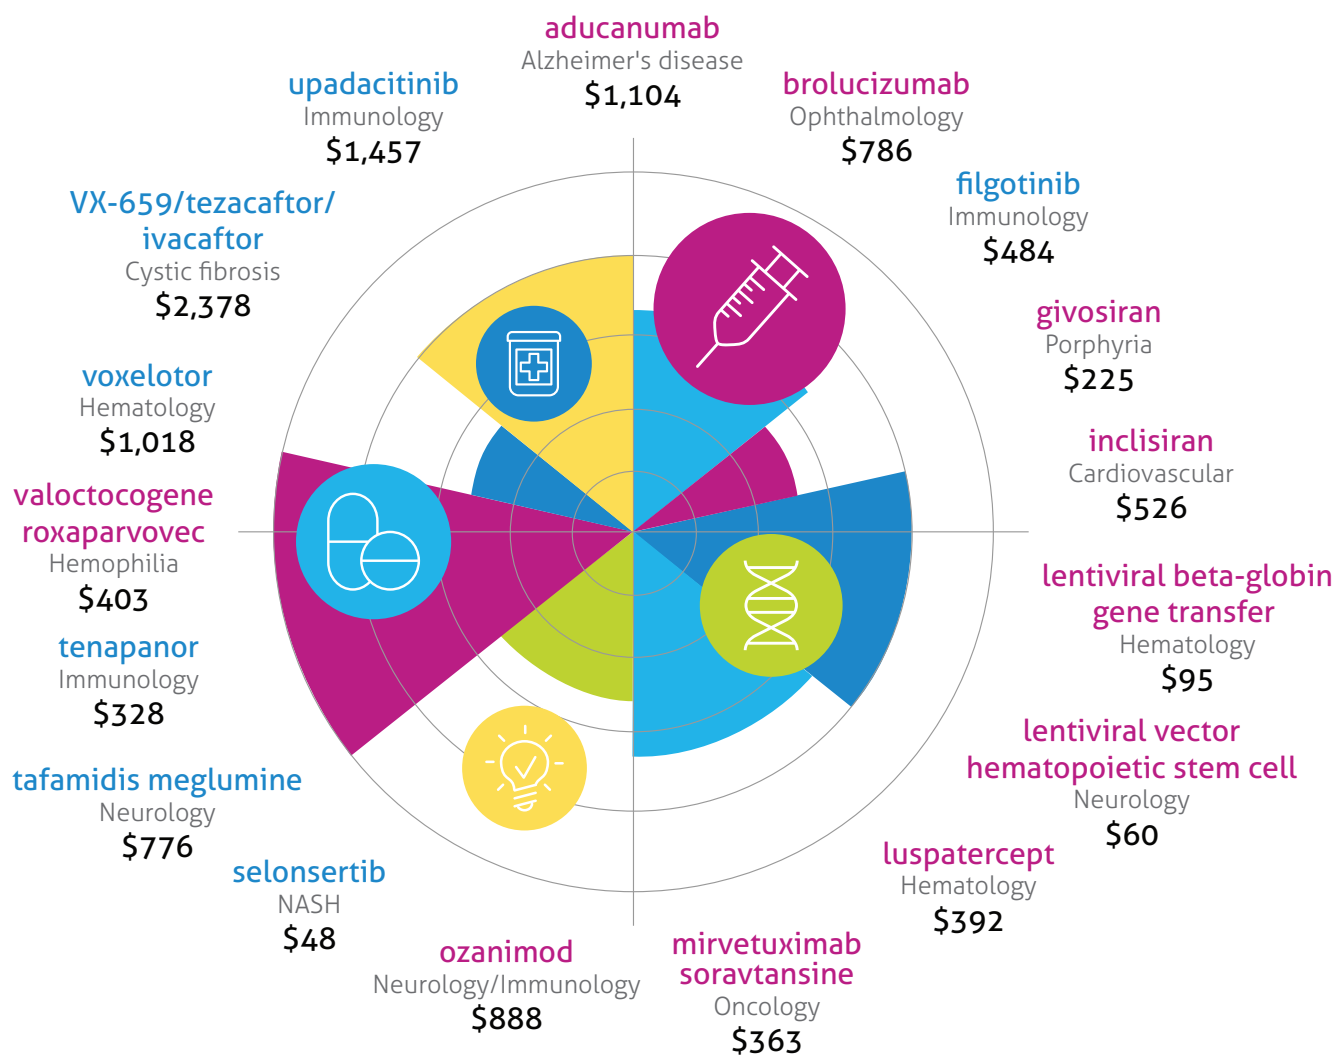 aducanumab
Alzheimer's disease
$1,104
brolucizumab
Ophthalmology
$786
filgotinib
Immunology
$484
givosiran
Porphyria
$225
inclisiran
Cardiovascular
$526
lentiviral beta-globin
gene transfer
Hematology
$95
lentiviral vector
hematopoietic stem cell
Neurology
$60
luspatercept
Hematology
$392
mirvetuximab
soravtansine
Oncology
$363
ozanimod
Neurology/Immunology
$888
selonsertib
NASH
$48
tafamidis meglumine
Neurology
$776
tenapanor
Immunology
$328
valoctocogene
roxaparvovec
Hemophilia
$403
voxelotor
Hematology
$1,018
VX-659/tezacaftor/
ivacaftor
Cystic fibrosis
$2,378
upadacitinib
Immunology
$1,457